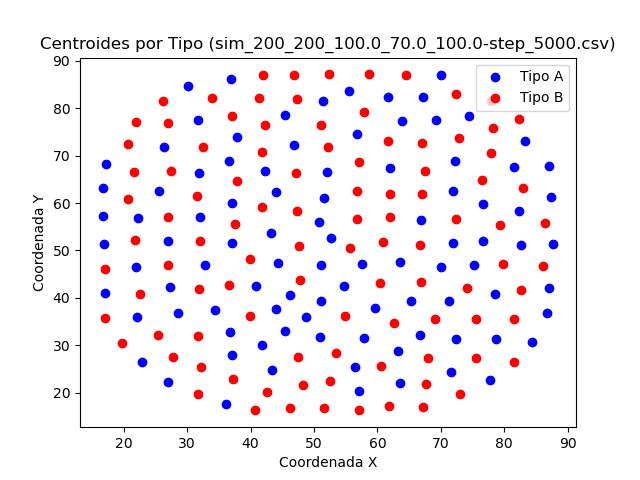 Centroides por Tipo (sim_200_200_100.0_70.0_100.0-step_5000.csv)
Tipo A
Tipo B
90
80
70
60
50
40
30
20
Coordenada Y
20 30 40 50 60 70 80 90
Coordenada X